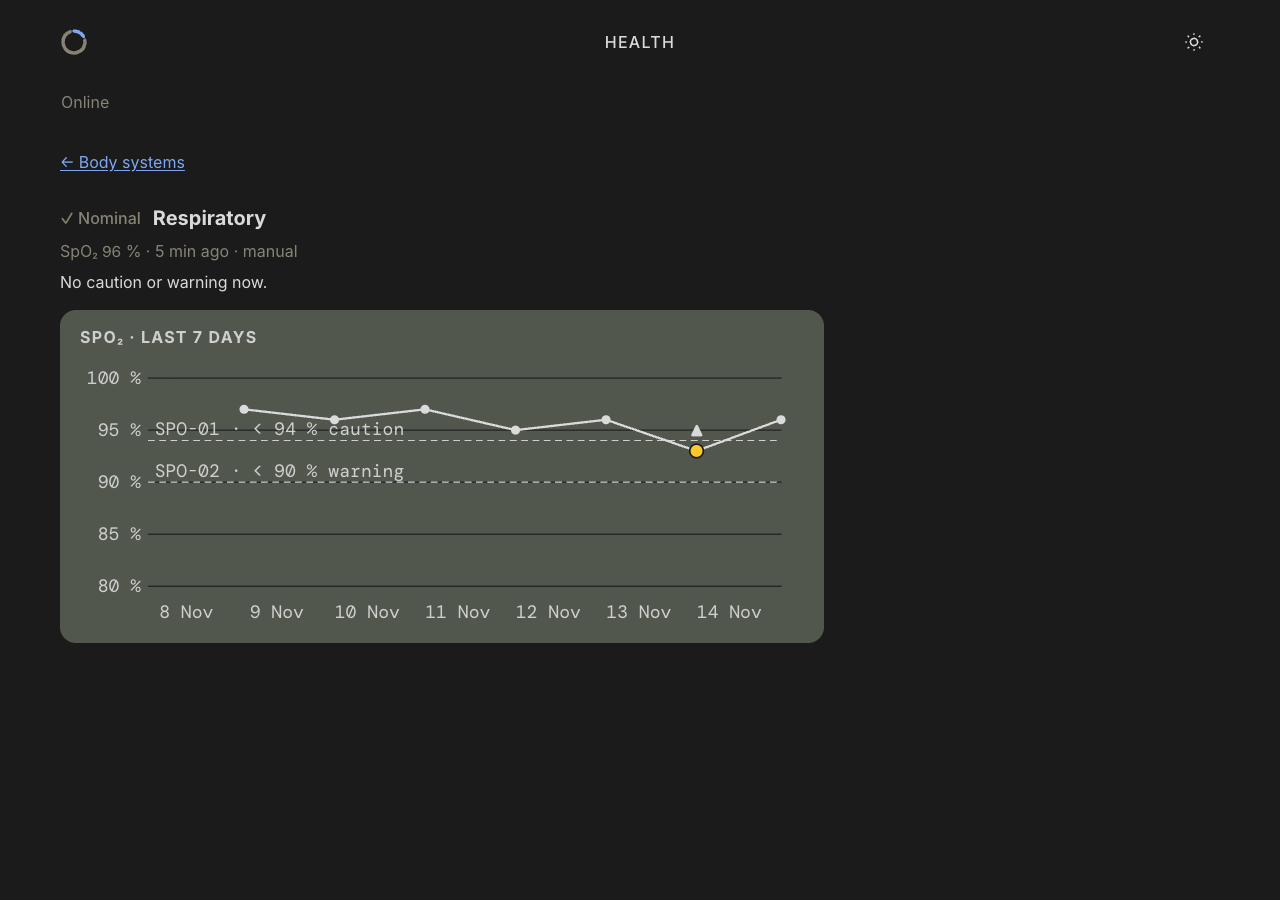 HEALTH
Online
← Body systems
✓ Nominal Respiratory
SpO₂ 96 % · 5 min ago · manual
No caution or warning now.
SPO₂ · LAST 7 DAYS
100 %
95 %
SPO-01 · < 94 % caution
SPO-02 · < 90 % warning
90 %
85 %
80 %
8 Nov 9 Nov 10 Nov 11 Nov 12 Nov 13 Nov 14 Nov